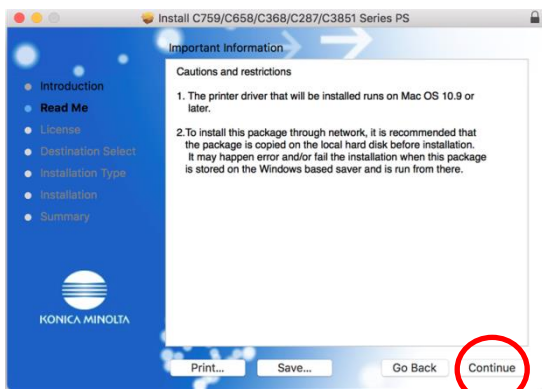 Install C759/C658/C368/C287/C3851 Series PS
Important Information
Introduction
Read Me
License
Destination Select
Installation Type
Installation
Summary
KONICA MINOLTA
Cautions and restrictions
1. The printer driver that will be installed runs on Mac OS 10.9 or
later.
2.To install this package through network, it is recommended that
the package is copied on the local hard disk before installation.
It may happen error and/or fail the installation when this package
is stored on the Windows based saver and is run from there.
Print...
Save...
Go Back
Continue